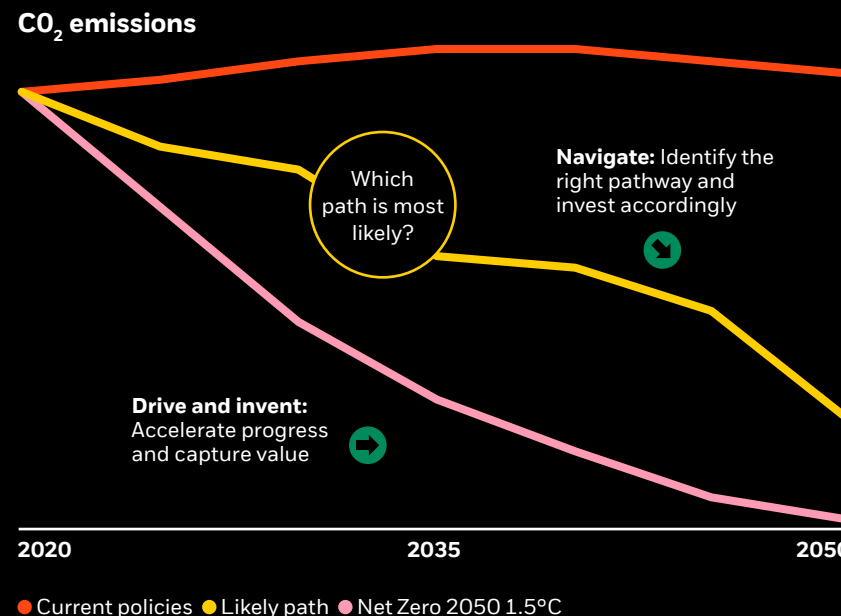 C0₂ emissions
Which
path is most
likely?
Navigate: Identify the
right pathway and
invest accordingly
Drive and invent:
Accelerate progress
and capture value
2020
2035
2050
Current policies
Likely path
Net Zero 2050 1.5°C